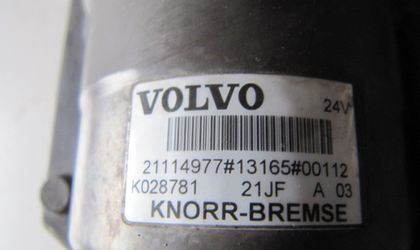 VOLVO 24V
21114977#13165#00112
K028781 21JF A 03
KNORR-BREMSE